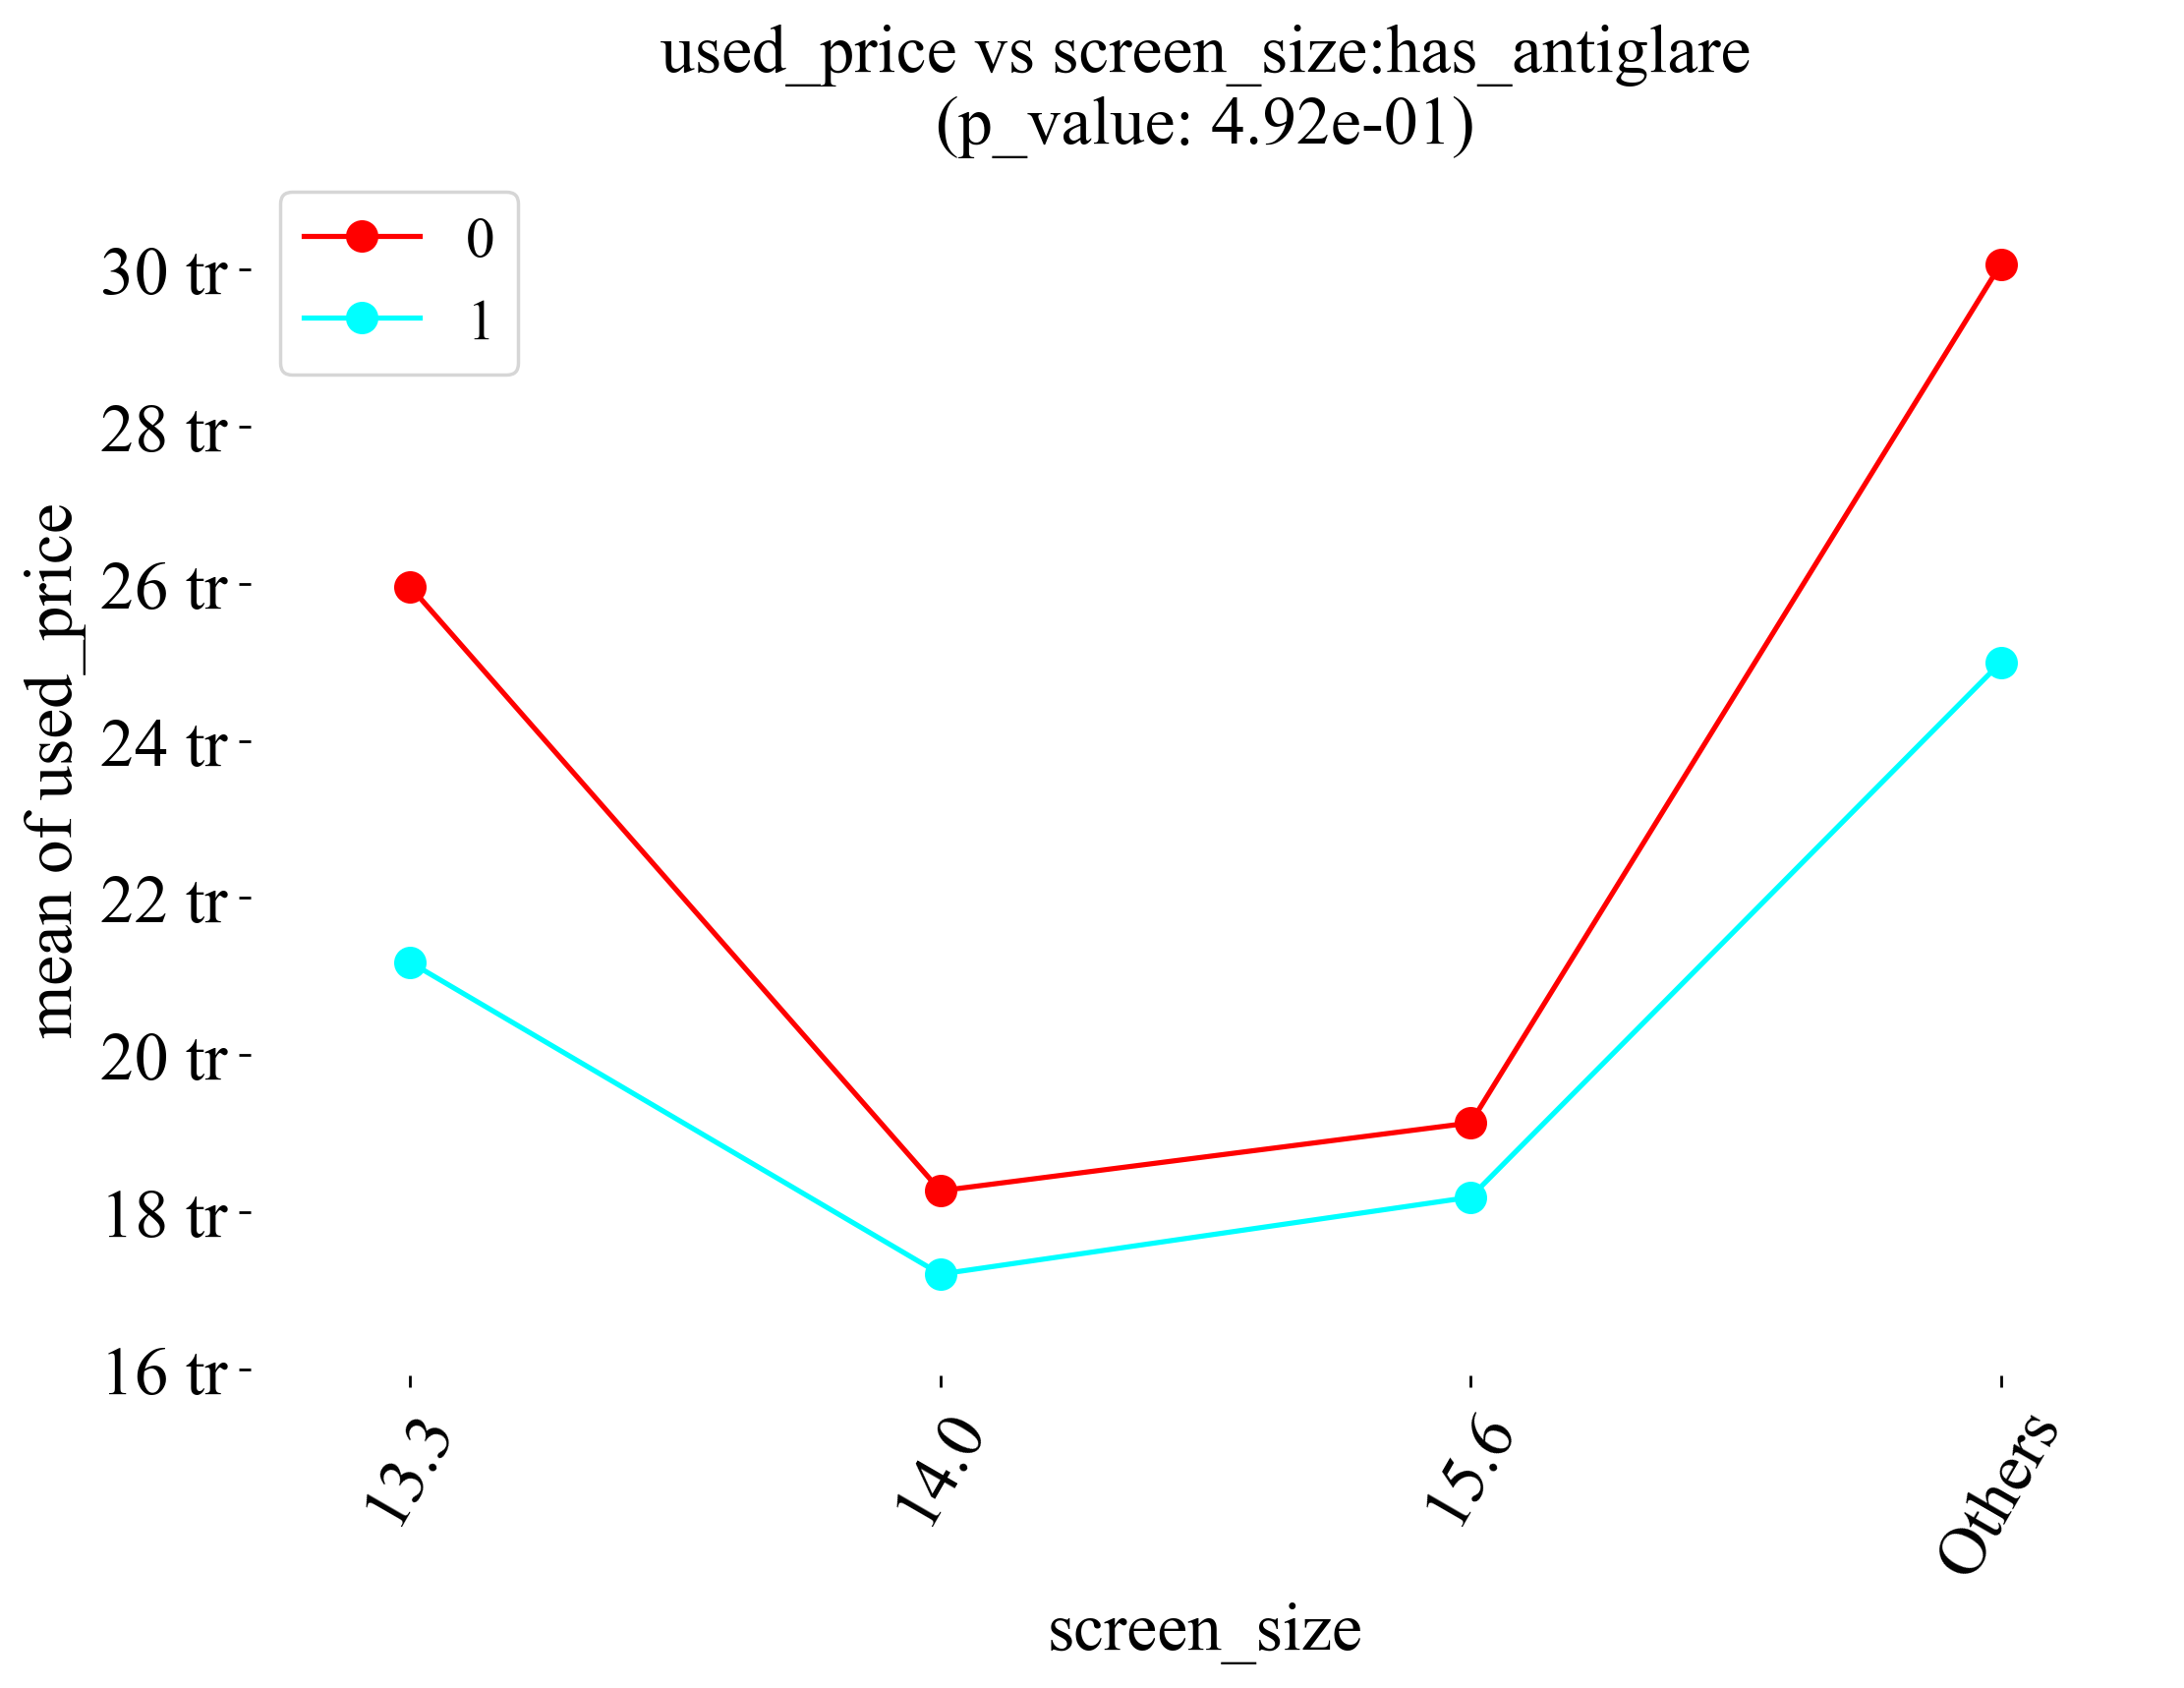 used_price vs screen_size:has_antiglare
(p_value: 4.92e-01)
0
1
30 tr
28 tr
26 tr
24 tr
22 tr
20 tr
18 tr
16 tr
mean of used_price
13.3
14.0
15.6
Others
screen_size